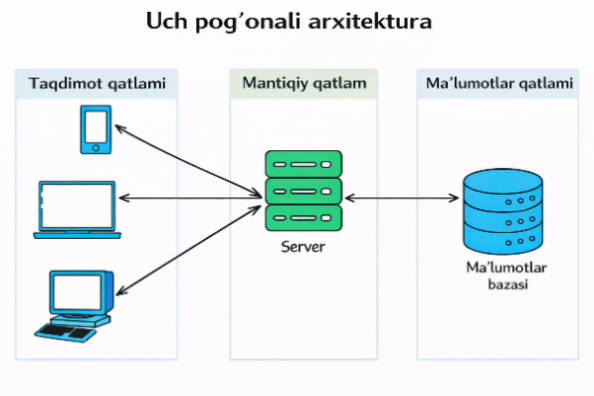 Uch pog'onali arxitektura
Taqdimot qatlami
Mantiqiy qatlam
Ma'lumotlar qatlami
Server
Ma'lumotlar
bazasi